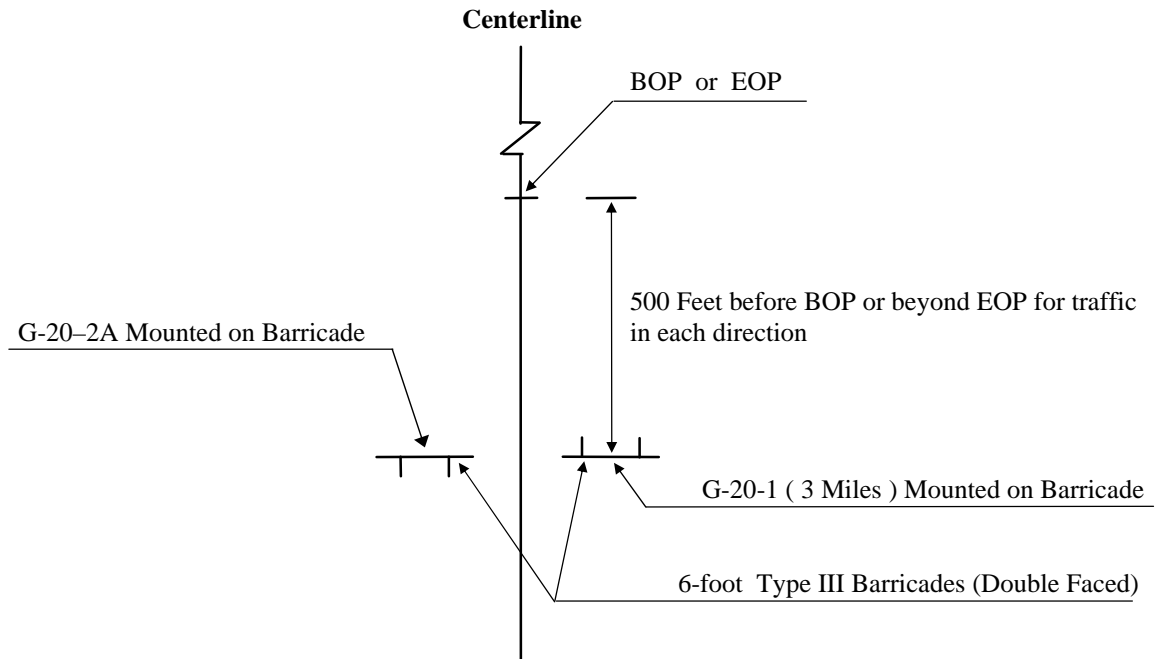 Centerline
BOP or EOP
500 Feet before BOP or beyond EOP for traffic
in each direction
G-20–2A Mounted on Barricade
G-20-1 ( 3 Miles ) Mounted on Barricade
6-foot Type III Barricades (Double Faced)